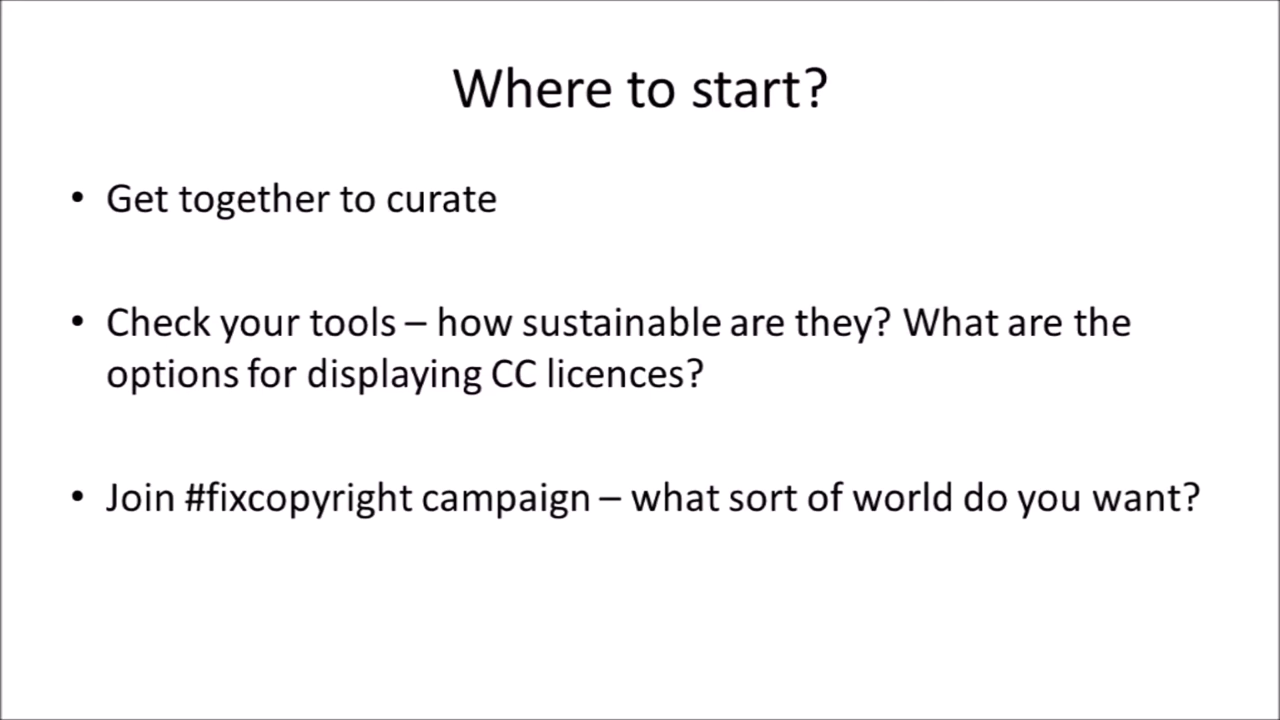 Where to start?
• Get together to curate
• Check your tools – how sustainable are they? What are the
options for displaying CC licences?
• Join #fixcopyright campaign – what sort of world do you want?